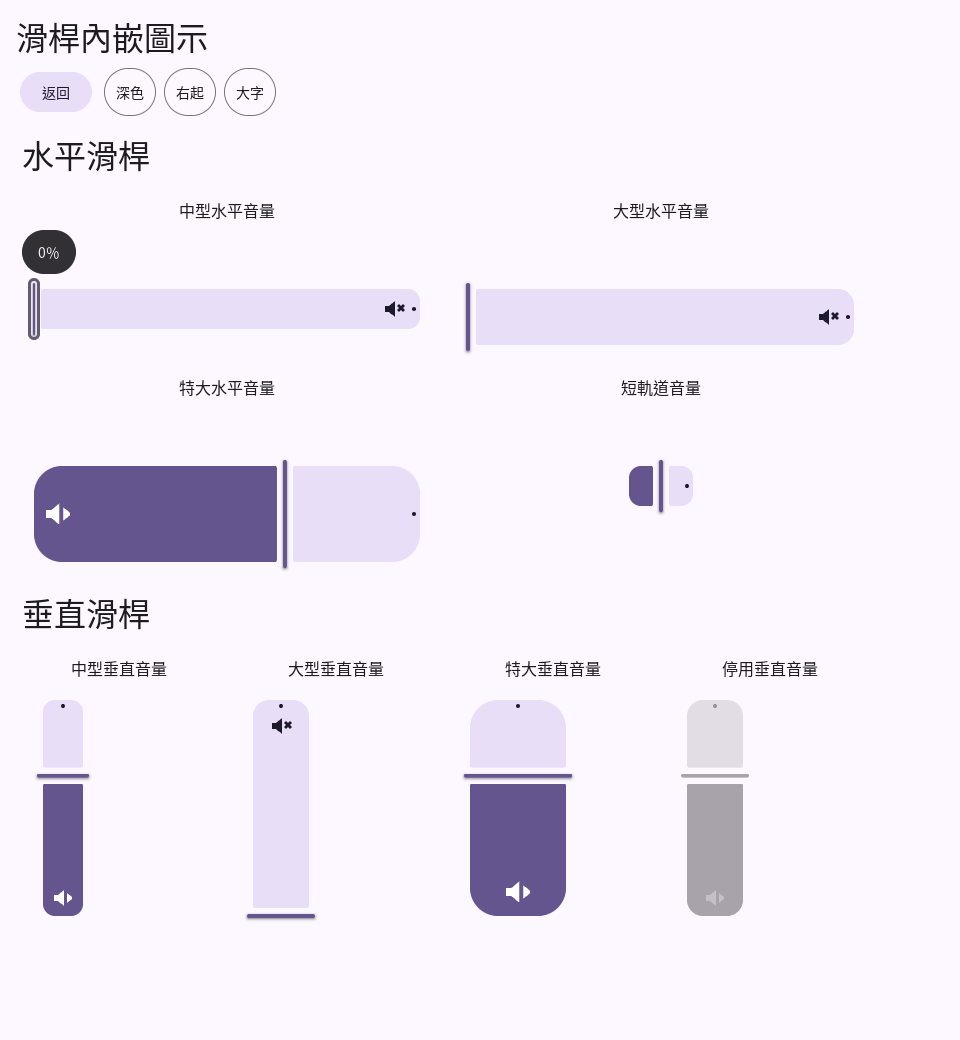 滑桿內嵌圖示
返回
深色
右起
大字
水平滑桿
中型水平音量
大型水平音量
0%
特大水平音量
短軌道音量
垂直滑桿
中型垂直音量
大型垂直音量
特大垂直音量
停用垂直音量